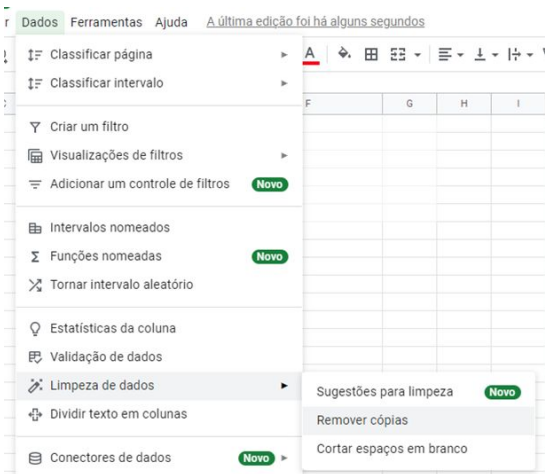 r Dados Ferramentas Ajuda A última edição foi há alguns segundos
Classificar página
A
Classificar intervalo
F G H I
Criar um filtro
Visualizações de filtros
Adicionar um controle de filtros Novo
Intervalos nomeados
Σ Funções nomeadas Novo
Tornar intervalo aleatório
Estatísticas da coluna
Validação de dados
Limpeza de dados
Sugestões para limpeza Novo
Dividir texto em colunas
Remover cópias
Cortar espaços em branco
Conectores de dados Novo